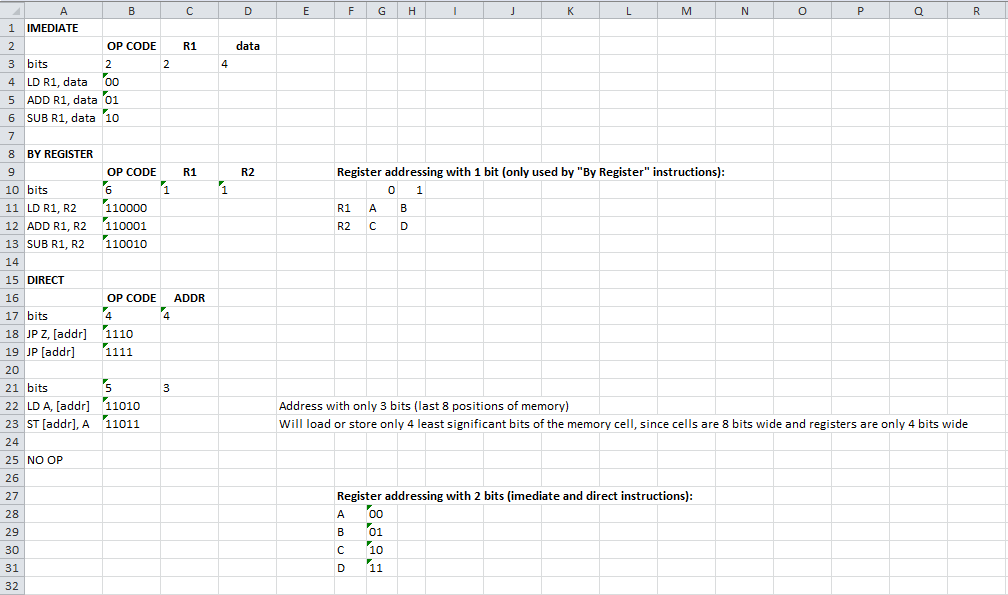 A B C D E F G H I J K L M N O P Q R
1 IMEDIATE
2 OP CODE R1 data
3 bits 2 2 4
4 LD R1, data 00
5 ADD R1, data 01
6 SUB R1, data 10
7
8 BY REGISTER
9 OP CODE R1 R2 Register addressing with 1 bit (only used by "By Register" instructions):
10 bits 6 1 1 0 1
11 LD R1, R2 110000 R1 A B
12 ADD R1, R2 110001 R2 C D
13 SUB R1, R2 110010
14
15 DIRECT
16 OP CODE ADDR
17 bits 4 4
18 JP Z, [addr] 1110
19 JP [addr] 1111
20
21 bits 5 3
22 LD A, [addr] 11010 Address with only 3 bits (last 8 positions of memory)
23 ST [addr], A 11011 Will load or store only 4 least significant bits of the memory cell, since cells are 8 bits wide and registers are only 4 bits wide
24
25 NO OP
26
27 Register addressing with 2 bits (imediate and direct instructions):
28 A 00
29 B 01
30 C 10
31 D 11
32